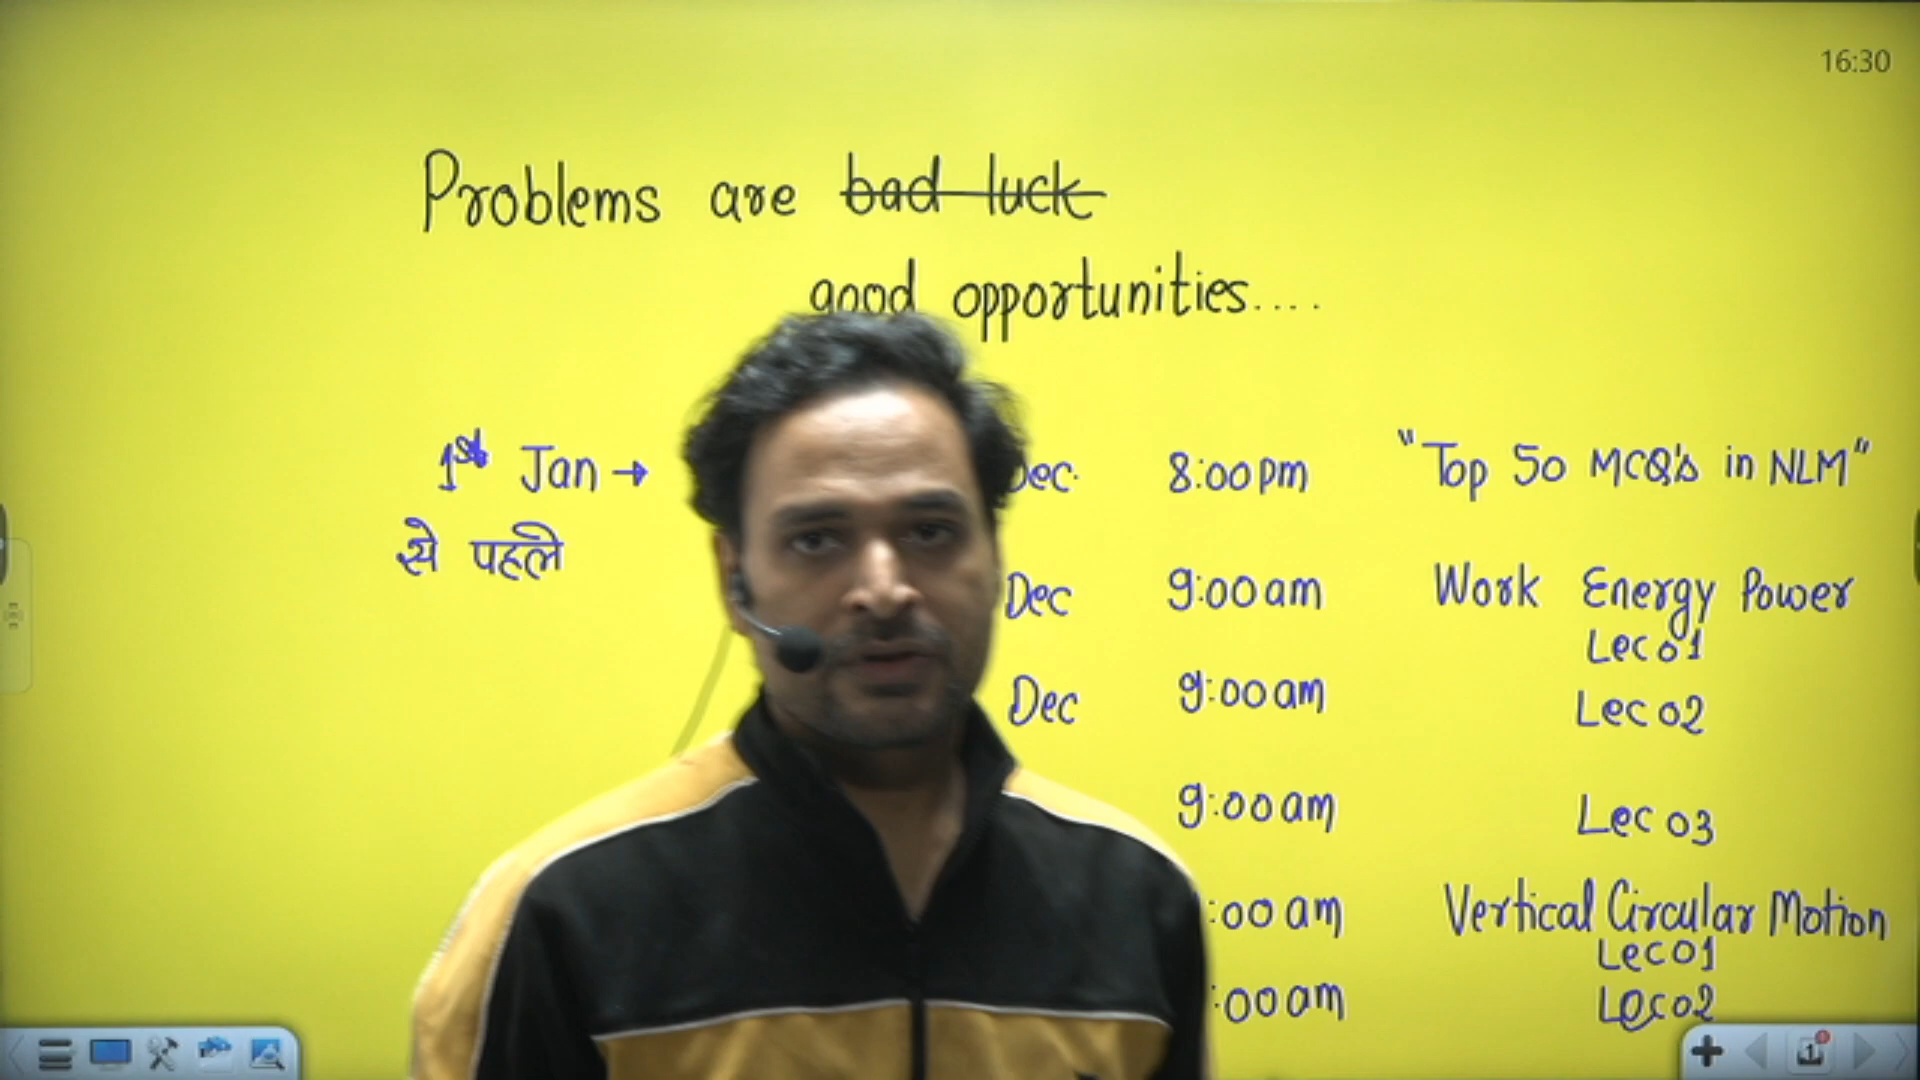 16:30
Problems are bad luck
good opportunities....
1st Jan → Dec. 8:00pm "Top 50 MCQ's in NLM"
से पहले
Dec 9:00am Work Energy Power
Lec 01
Dec 9:00am Lec 02
9:00am Lec 03
:00am Vertical Circular Motion
Lec 01
:00am Lec 02
1